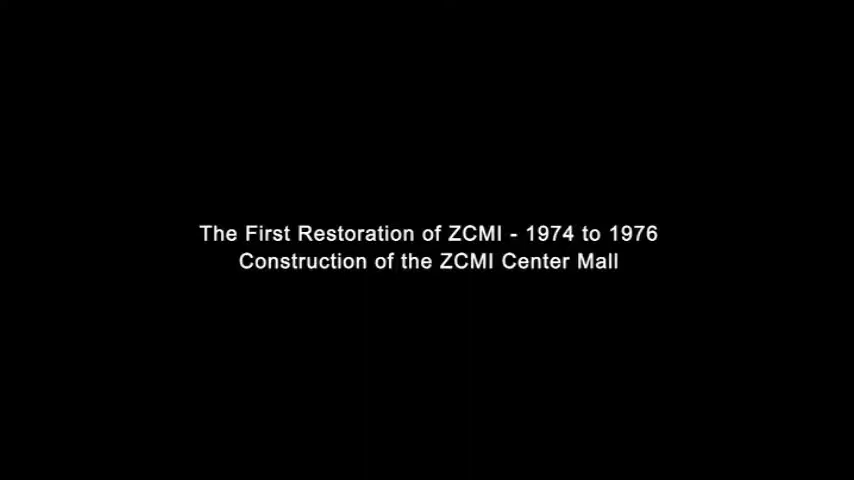 The First Restoration of ZCMI - 1974 to 1976
Construction of the ZCMI Center Mall